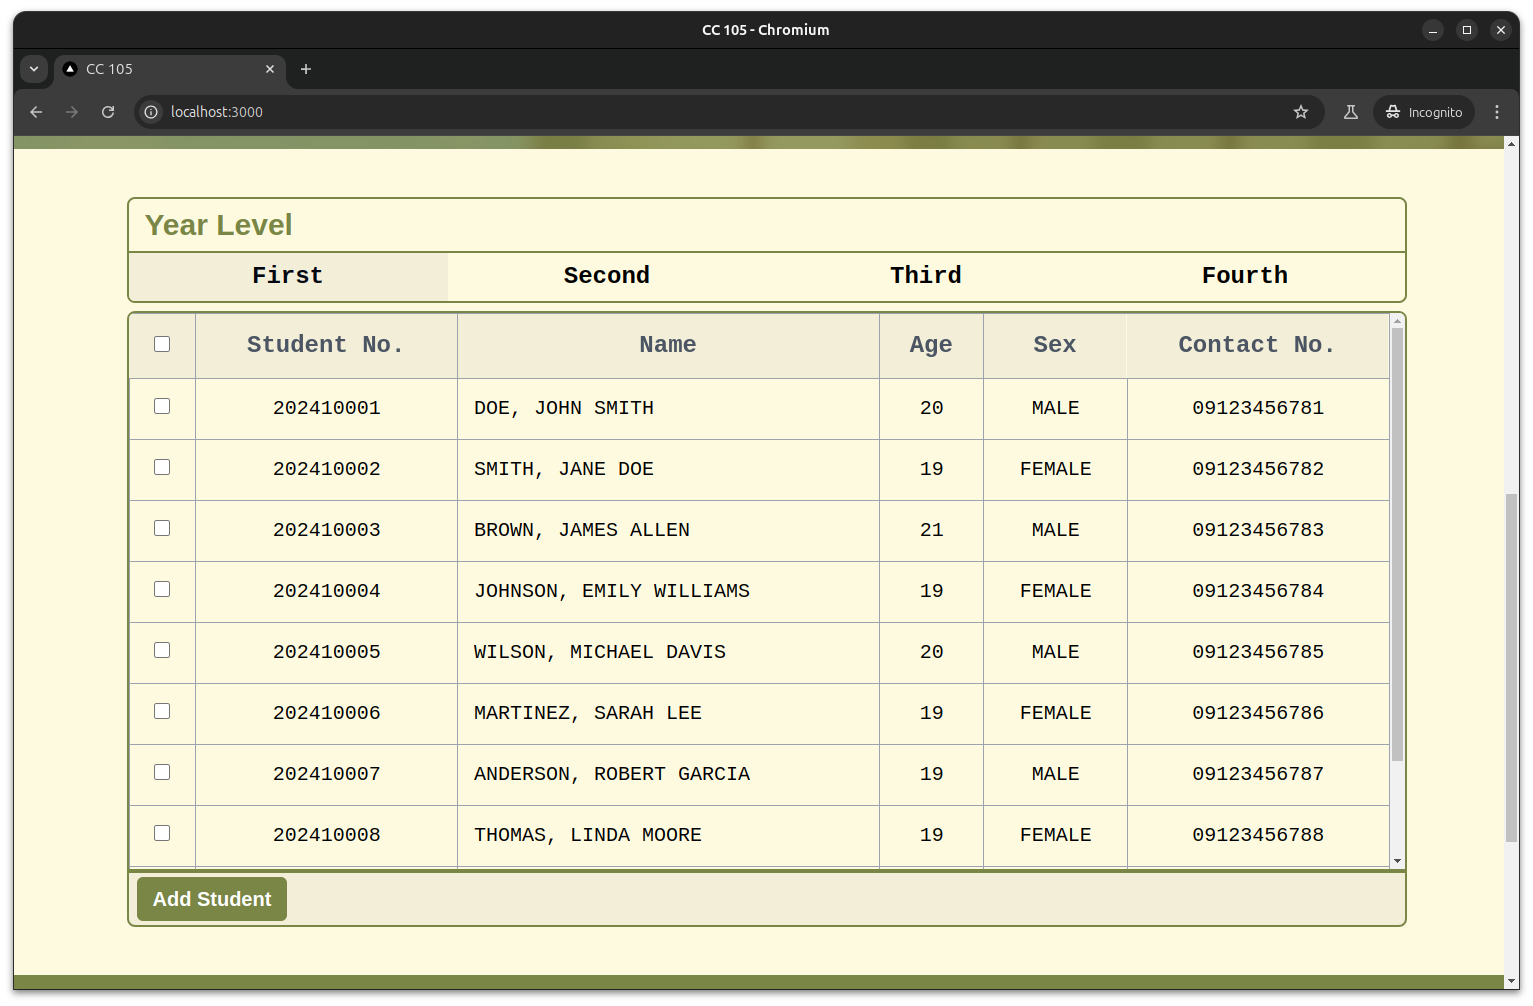 CC 105 - Chromium
CC 105
localhost:3000
Incognito
Year Level
First Second Third Fourth
Student No. Name Age Sex Contact No.
202410001 DOE, JOHN SMITH 20 MALE 09123456781
202410002 SMITH, JANE DOE 19 FEMALE 09123456782
202410003 BROWN, JAMES ALLEN 21 MALE 09123456783
202410004 JOHNSON, EMILY WILLIAMS 19 FEMALE 09123456784
202410005 WILSON, MICHAEL DAVIS 20 MALE 09123456785
202410006 MARTINEZ, SARAH LEE 19 FEMALE 09123456786
202410007 ANDERSON, ROBERT GARCIA 19 MALE 09123456787
202410008 THOMAS, LINDA MOORE 19 FEMALE 09123456788
Add Student